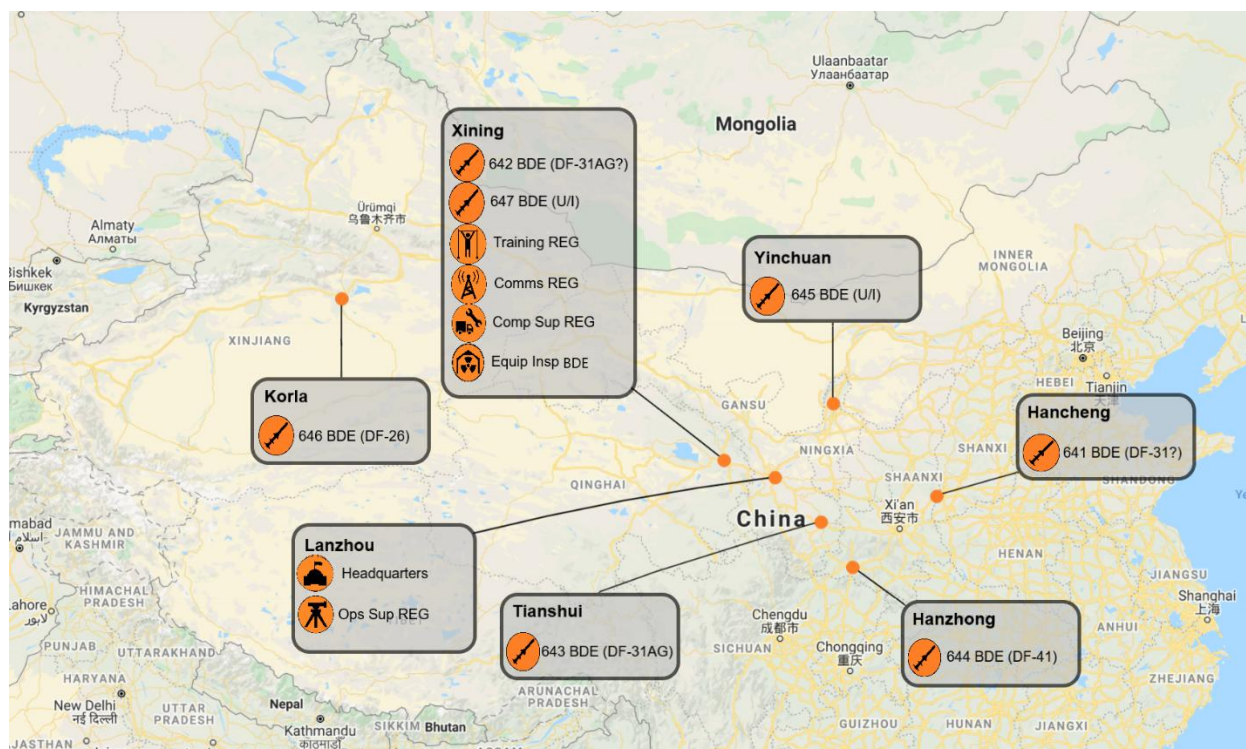 Ulaanbaatar
Улаанбаатар
Mongolia
Xining
642 BDE (DF-31AG?)
647 BDE (U/I)
Training REG
Comms REG
Comp Sup REG
Equip Insp BDE
Ürümqi
乌鲁木齐市
Almaty
Алматы
Bishkek
Бишкек
Kyrgyzstan
XINJIANG
Yinchuan
645 BDE (U/I)
INNER
MONGOLIA
Beijing
北京
Tianjin
天津
HEBEI
Korla
646 BDE (DF-26)
GANSU
NINGXIA
SHANXI
Hancheng
641 BDE (DF-31?)
SHANDONG
QINGHAI
SHAANXI
Xi'an
西安市
China
JAMMU AND
KASHMIR
Lanzhou
Headquarters
Ops Sup REG
TIBET
HENAN
JIANGSU
Shanghai
上海
HIMACHAL
PRADESH
Lahore
لاہور
PUNJAB
UTTARAKHAND
Tianshui
643 BDE (DF-31AG)
Chengdu
成都市
SICHUAN
Chongqing
重庆
Hanzhong
644 BDE (DF-41)
ANHUI
ZHEJIANG
HARYANA
New Delhi
नई दिल्ली
UTTAR
PRADESH
Nepal
Kathmandu
काठमाडौं
SIKKIM
Bhutan
ARUNACHAL
PRADESH
GUIZHOU
HUNAN
JIANGXI